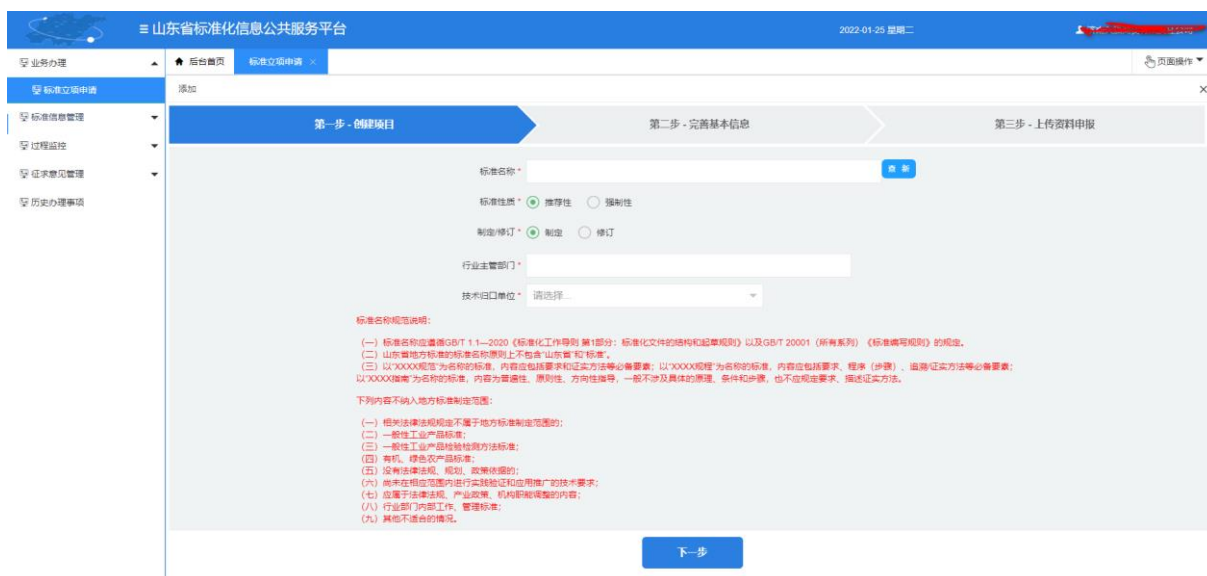 山东省标准化信息公共服务平台
2022-01-25 星期二
业务办理
后台首页
标准立项申请
页面操作
标准立项申请
添加
标准信息管理
过程监控
征求意见管理
历史办理事项
第一步 - 创建项目
第二步 - 完善基本信息
第三步 - 上传资料申报
标准名称 *
查 新
标准性质 * 推荐性 强制性
制定/修订 * 制定 修订
行业主管部门 *
技术归口单位 * 请选择...
标准名称规范说明：
（一）标准名称应遵循GB/T 1.1—2020《标准化工作导则 第1部分：标准化文件的结构和起草规则》以及GB/T 20001（所有系列）《标准编写规则》的规定。
（二）山东省地方标准的标准名称原则上不包含“山东省”和“标准”。
（三）以“XXXX规范”为名称的标准，内容应包括要求和证实方法等必备要素；以“XXXX规程”为名称的标准，内容应包括要求、程序（步骤）、追溯/证实方法等必备要素；
以“XXXX指南”为名称的标准，内容为普遍性、原则性、方向性指导，一般不涉及具体的原理、条件和步骤，也不应规定要求、描述证实方法。
下列内容不纳入地方标准制定范围：
（一）相关法律法规规定不属于地方标准制定范围的；
（二）一般性工业产品标准；
（三）一般性工业产品检验检测方法标准；
（四）有机、绿色农产品标准；
（五）没有法律法规、规划、政策依据的；
（六）尚未在相应范围内进行实践验证和应用推广的技术要求；
（七）应属于法律法规、产业政策、机构职能调整的内容；
（八）行业部门内部工作、管理标准；
（九）其他不适合的情况。
下一步